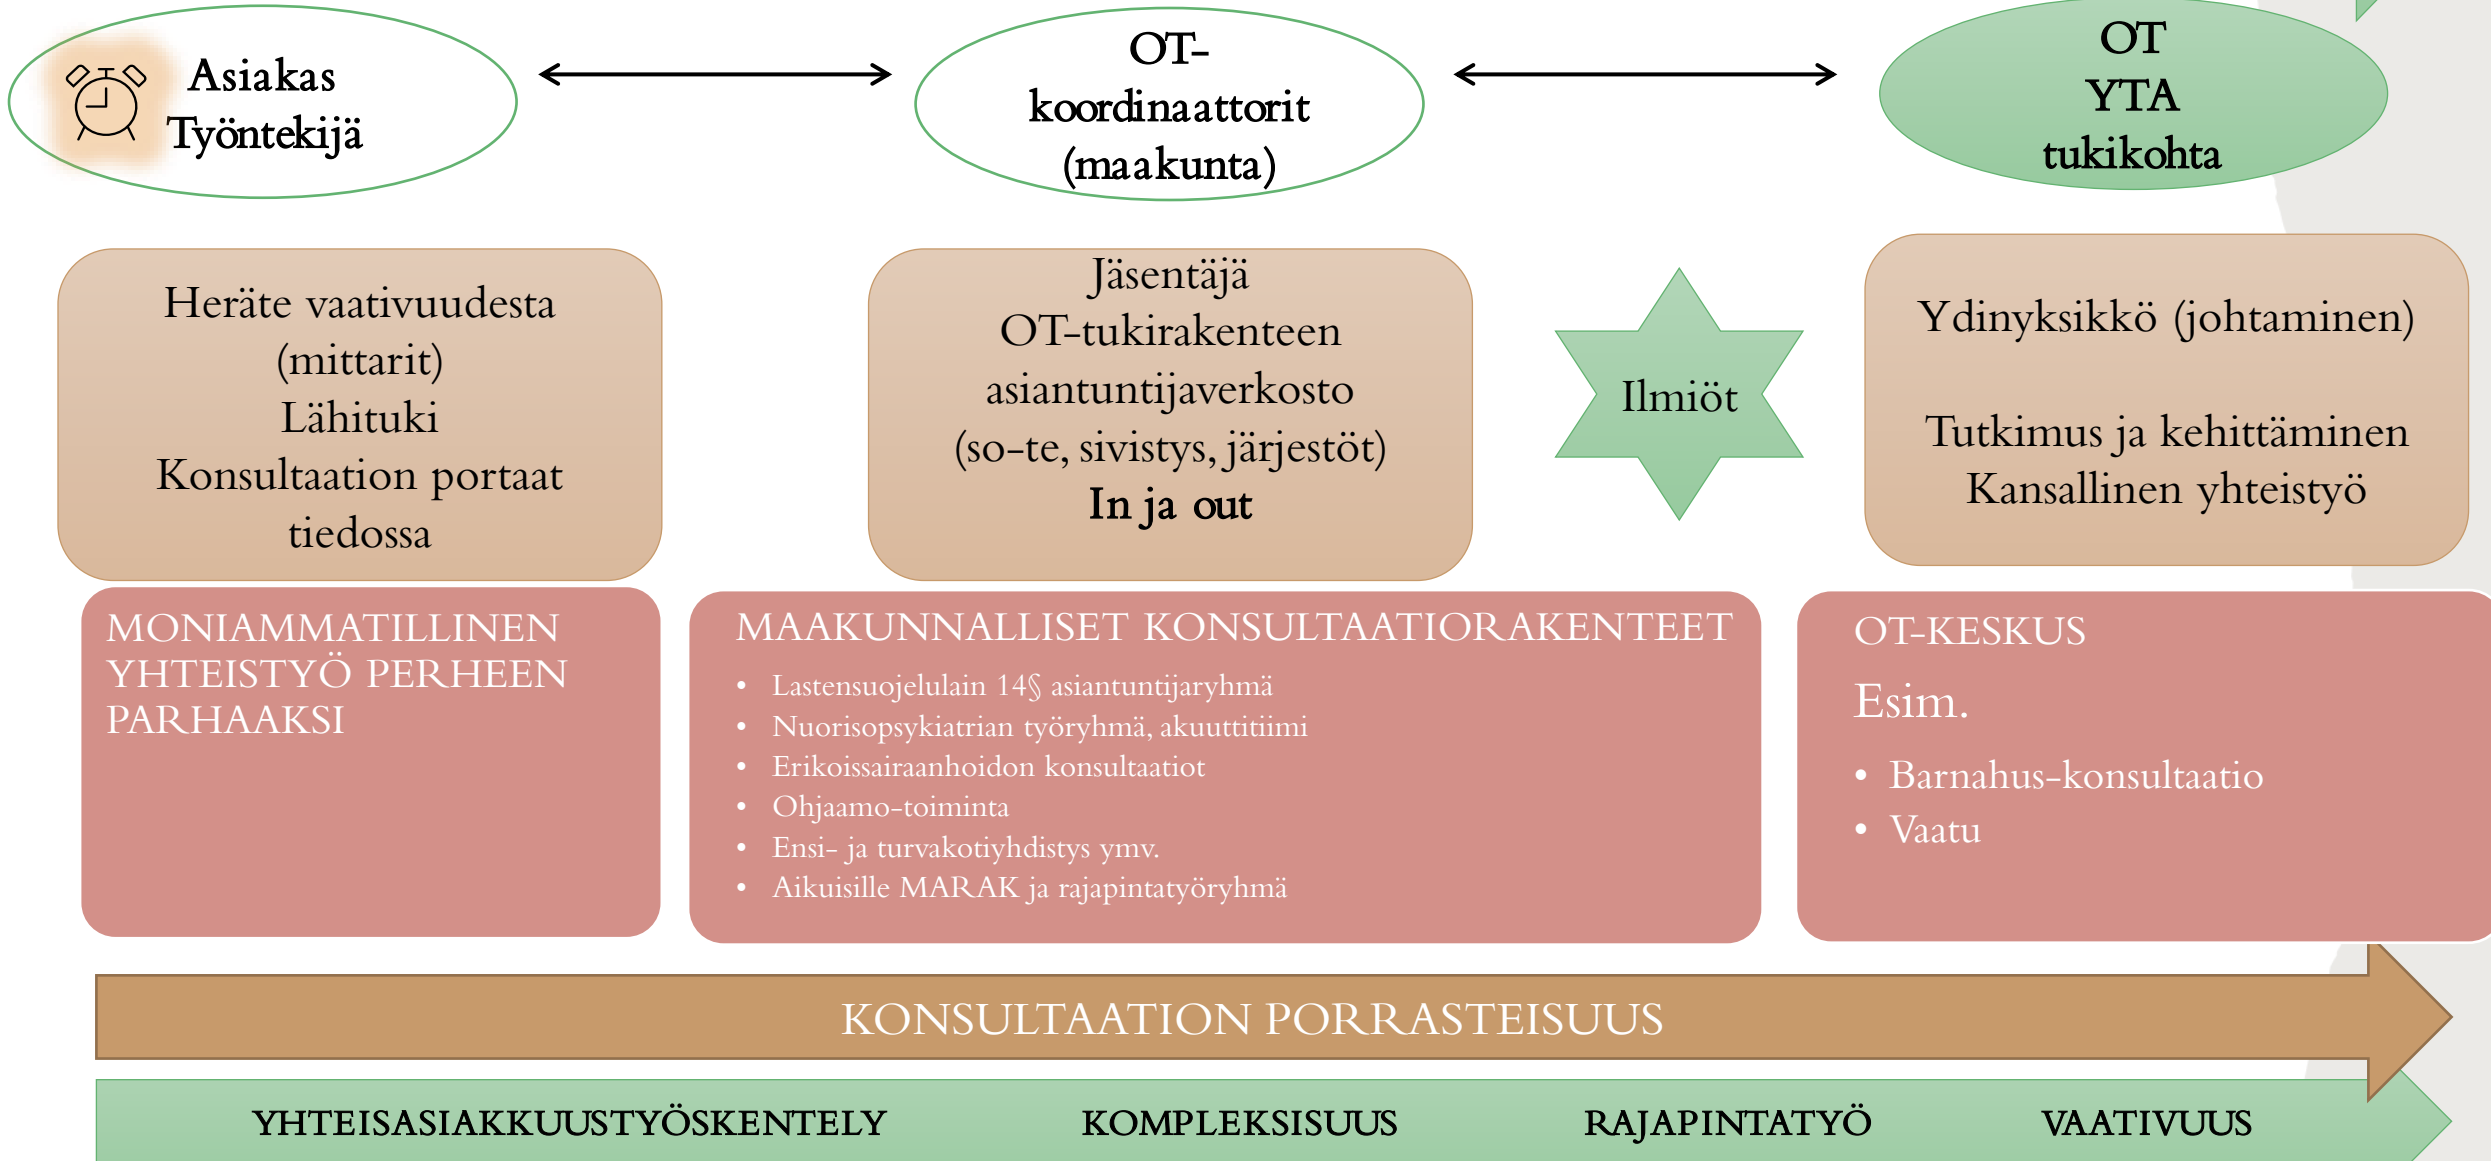 Asiakas
Työntekijä
OT-
koordinaattorit
(maakunta)
OT
YTA
tukikohta
Heräte vaativuudesta
(mittarit)
Lähituki
Konsultaation portaat
tiedossa
Jäsentäjä
OT-tukirakenteen
asiantuntijaverkosto
(so-te, sivistys, järjestöt)
In ja out
Ilmiöt
Ydinyksikkö (johtaminen)
Tutkimus ja kehittäminen
Kansallinen yhteistyö
MONIAMMATILLINEN
YHTEISTYÖ PERHEEN
PARHAAKSI
MAAKUNNALLISET KONSULTAATIORAKENTEET
• Lastensuojelulain 14§ asiantuntijaryhmä
• Nuorisopsykiatrian työryhmä, akuuttitiimi
• Erikoissairaanhoidon konsultaatiot
• Ohjaamo-toiminta
• Ensi- ja turvakotiyhdistys ymv.
• Aikuisille MARAK ja rajapintatyöryhmä
OT-KESKUS
Esim.
• Barnahus-konsultaatio
• Vaatu
KONSULTAATION PORRASTEISUUS
YHTEISASIAKKUUSTYÖSKENTELY KOMPLEKSISUUS RAJAPINTATYÖ VAATIVUUS